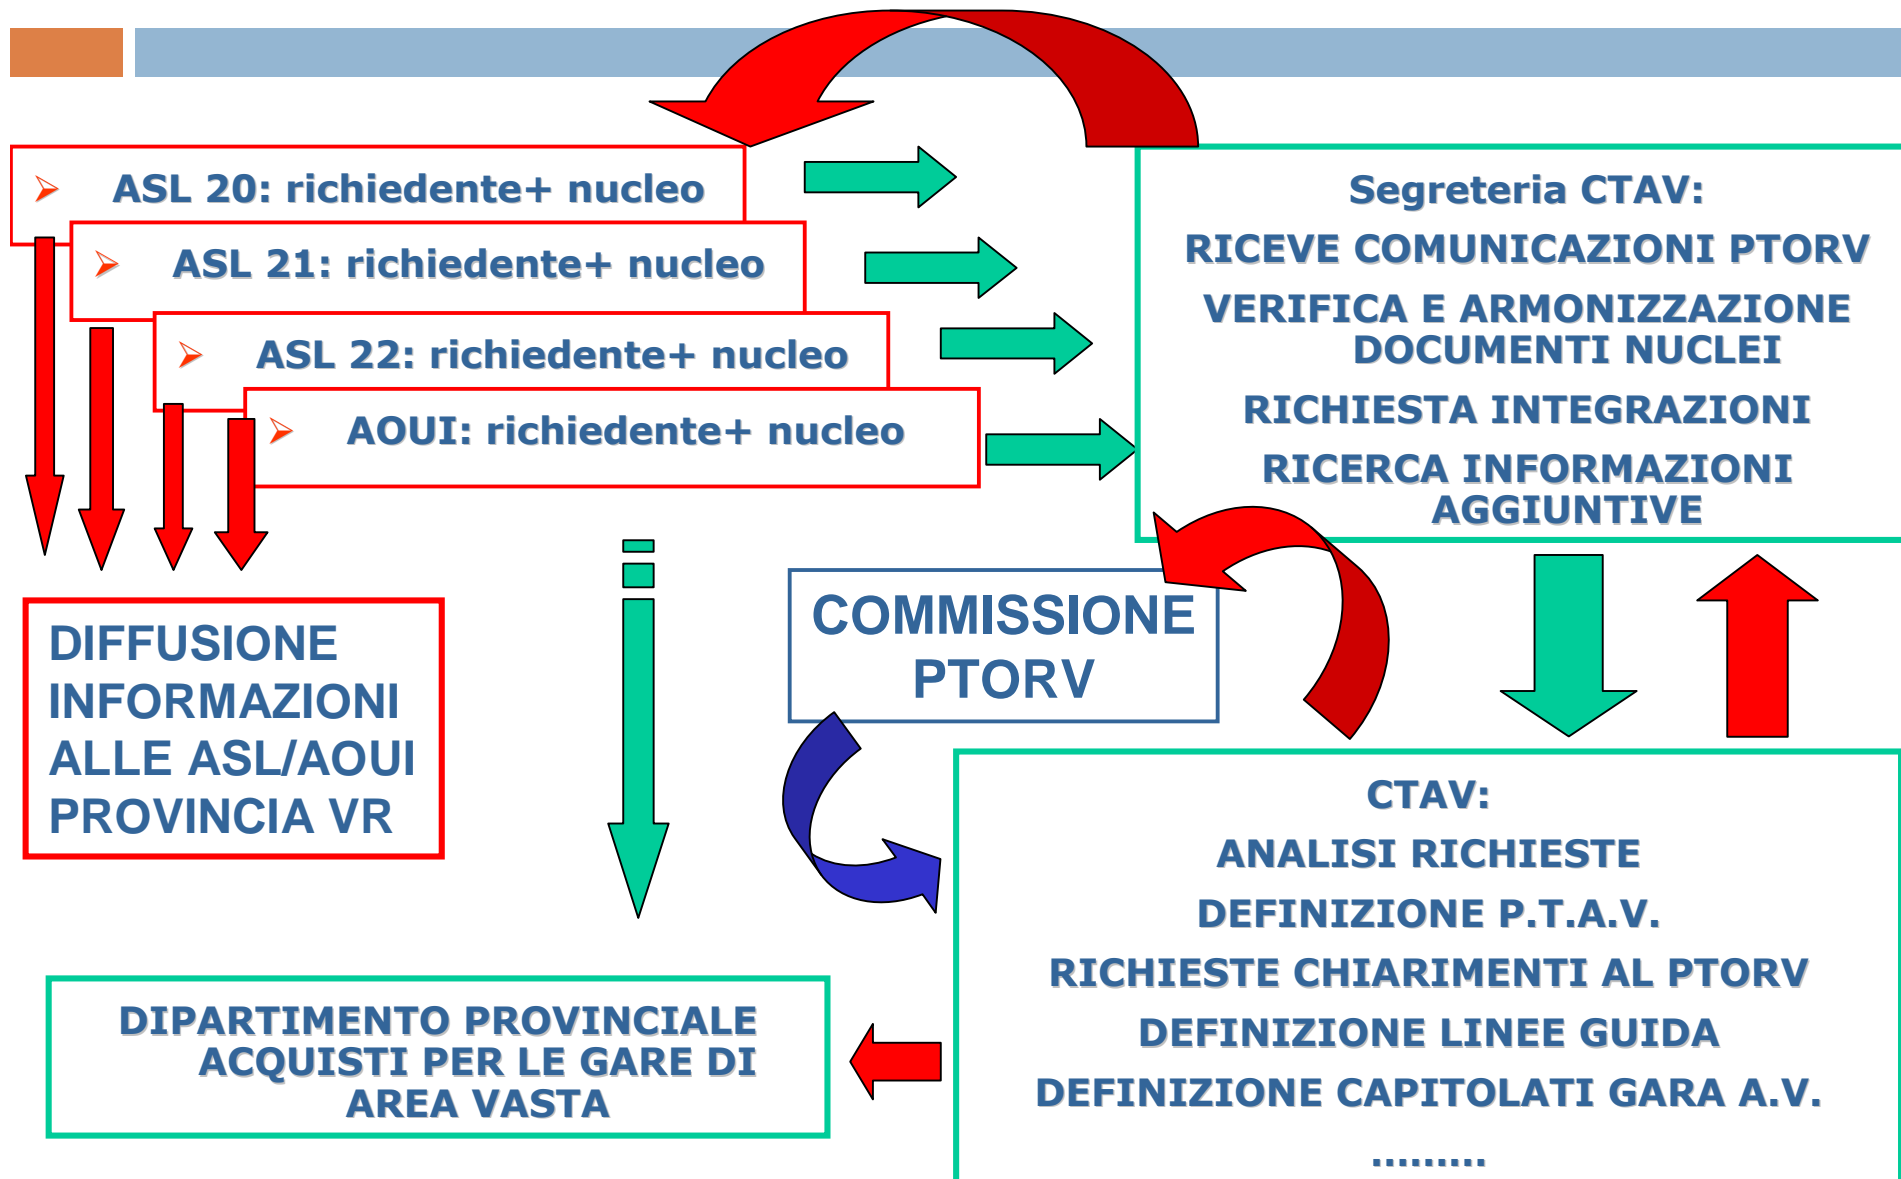 ASL 20: richiedente+ nucleo
ASL 21: richiedente+ nucleo
ASL 22: richiedente+ nucleo
AOUI: richiedente+ nucleo
Segreteria CTAV:
RICEVE COMUNICAZIONI PTORV
VERIFICA E ARMONIZZAZIONE
DOCUMENTI NUCLEI
RICHIESTA INTEGRAZIONI
RICERCA INFORMAZIONI
AGGIUNTIVE
DIFFUSIONE
INFORMAZIONI
ALLE ASL/AOUI
PROVINCIA VR
COMMISSIONE
PTORV
CTAV:
ANALISI RICHIESTE
DEFINIZIONE P.T.A.V.
RICHIESTE CHIARIMENTI AL PTORV
DEFINIZIONE LINEE GUIDA
DEFINIZIONE CAPITOLATI GARA A.V.
.........
DIPARTIMENTO PROVINCIALE
ACQUISTI PER LE GARE DI
AREA VASTA